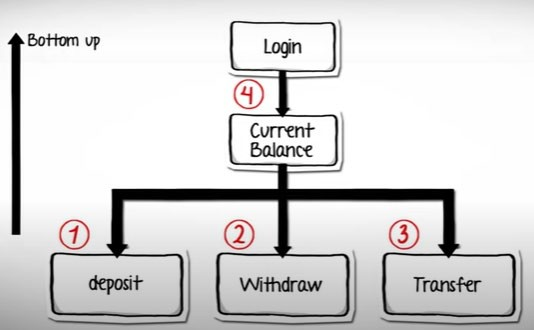 Bottom up
Login
4
Current
Balance
1
2
3
deposit
Withdraw
Transfer